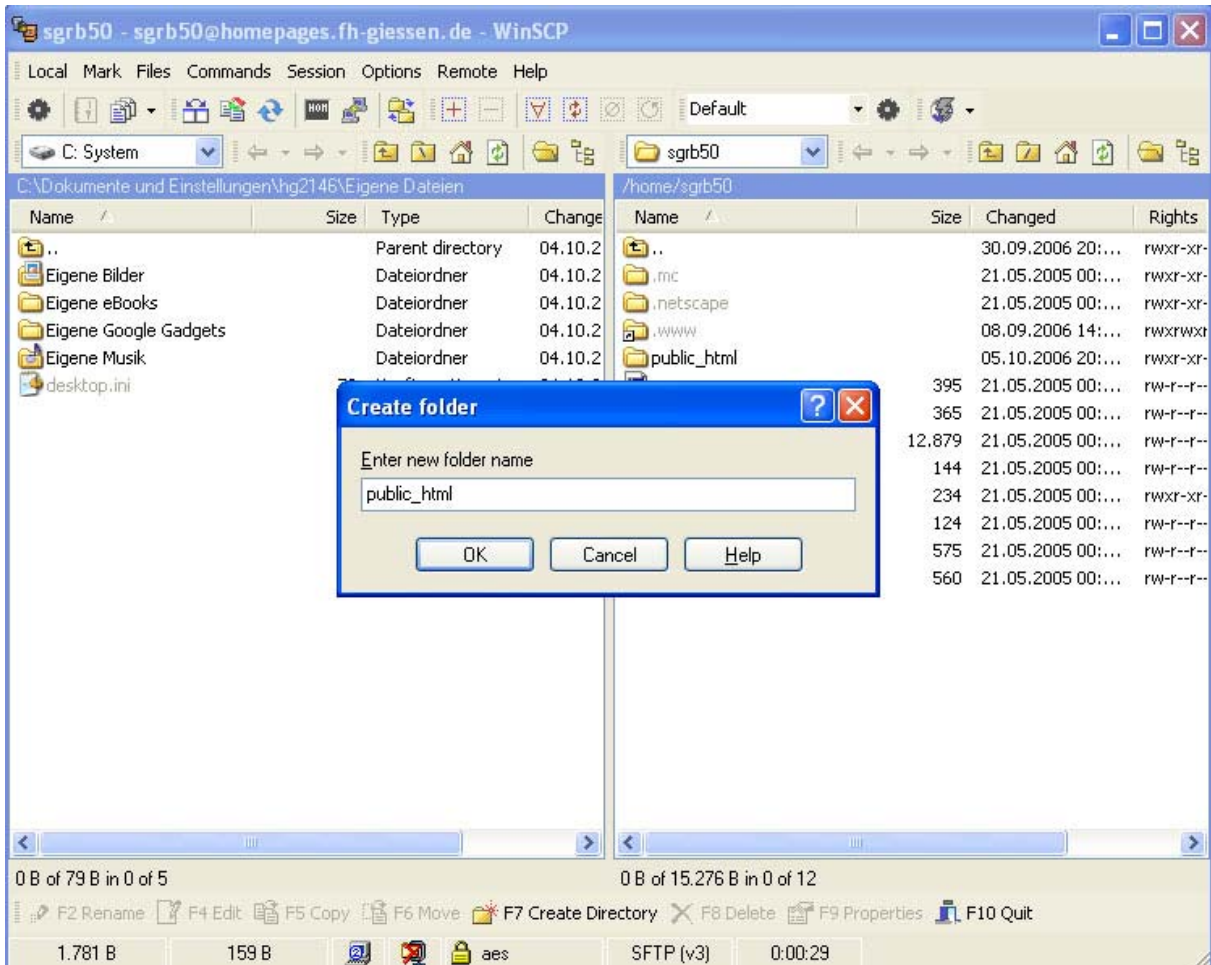 sgrb50 - sgrb50@homepages.fh-giessen.de - WinSCP
Local Mark Files Commands Session Options Remote Help
Default
C: System
sgrb50
C:\Dokumente und Einstellungen\hg2146\Eigene Dateien
/home/sgrb50
Name Size Type Change
Name Size Changed Rights
.. Parent directory 04.10.2
.. 30.09.2006 20:... rwxr-xr-
Eigene Bilder Dateiordner 04.10.2
.mc 21.05.2005 00:... rwxr-xr-
Eigene eBooks Dateiordner 04.10.2
.netscape 21.05.2005 00:... rwxr-xr-
Eigene Google Gadgets Dateiordner 04.10.2
.www 08.09.2006 14:... rwxrwxr
Eigene Musik Dateiordner 04.10.2
public_html 05.10.2006 20:... rwxr-xr-
desktop.ini
395 21.05.2005 00:... rw-r--r--
365 21.05.2005 00:... rw-r--r--
12.879 21.05.2005 00:... rw-r--r--
144 21.05.2005 00:... rw-r--r--
234 21.05.2005 00:... rwxr-xr-
124 21.05.2005 00:... rw-r--r--
575 21.05.2005 00:... rw-r--r--
560 21.05.2005 00:... rw-r--r--
Create folder
Enter new folder name
public_html
OK Cancel Help
0 B of 79 B in 0 of 5
0 B of 15.276 B in 0 of 12
F2 Rename F4 Edit F5 Copy F6 Move F7 Create Directory F8 Delete F9 Properties F10 Quit
1.781 B 159 B aes SFTP (v3) 0:00:29